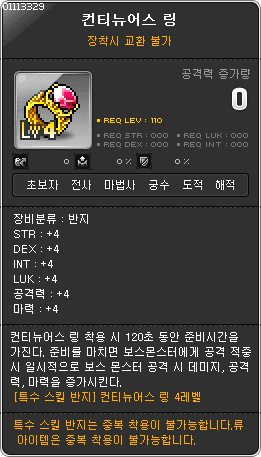 01113329
컨티뉴어스 링
장착시 교환 불가
공격력 증가량
0
Lv 4
REQ LEV : 110
REQ STR : 000 REQ LUK : 000
REQ DEX : 000 REQ INT : 000
0 0 % 0 %
초보자 전사 마법사 궁수 도적 해적
장비분류 : 반지
STR : +4
DEX : +4
INT : +4
LUK : +4
공격력 : +4
마력 : +4
컨티뉴어스 링 착용 시 120초 동안 준비시간을
가진다. 준비를 마치면 보스몬스터에게 공격 적중
시 일시적으로 보스 몬스터 공격 시 데미지, 공격
력, 마력을 증가시킨다.
[특수 스킬 반지] 컨티뉴어스 링 4레벨
특수 스킬 반지는 중복 착용이 불가능합니다.류
아이템은 중복 착용이 불가능합니다.